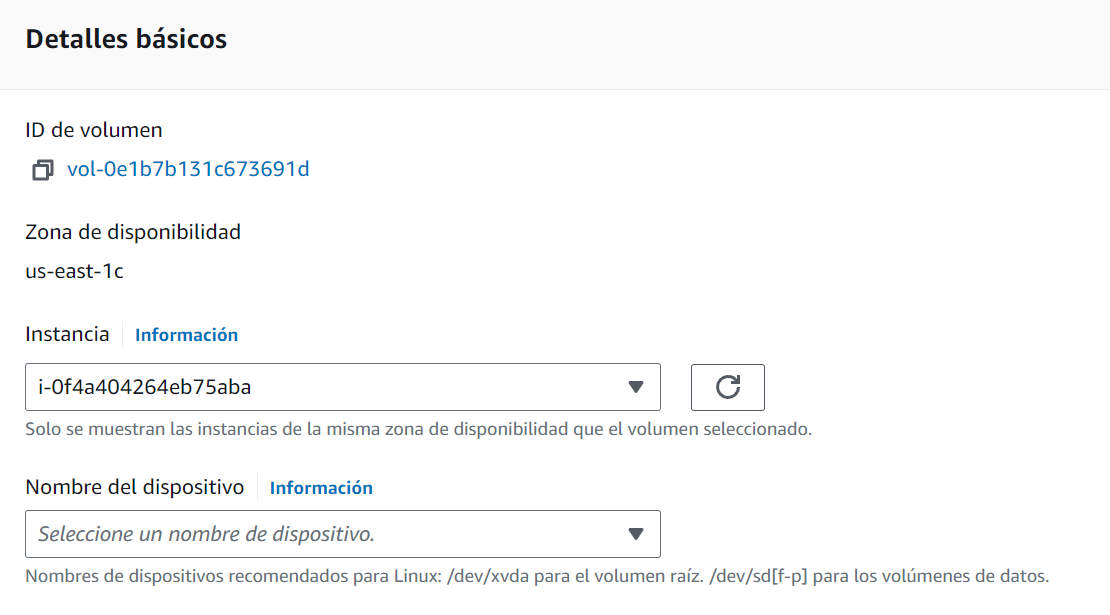 Detalles básicos
ID de volumen
vol-0e1b7b131c673691d
Zona de disponibilidad
us-east-1c
Instancia Información
i-0f4a404264eb75aba
Solo se muestran las instancias de la misma zona de disponibilidad que el volumen seleccionado.
Nombre del dispositivo Información
Seleccione un nombre de dispositivo.
Nombres de dispositivos recomendados para Linux: /dev/xvda para el volumen raíz. /dev/sd[f-p] para los volúmenes de datos.